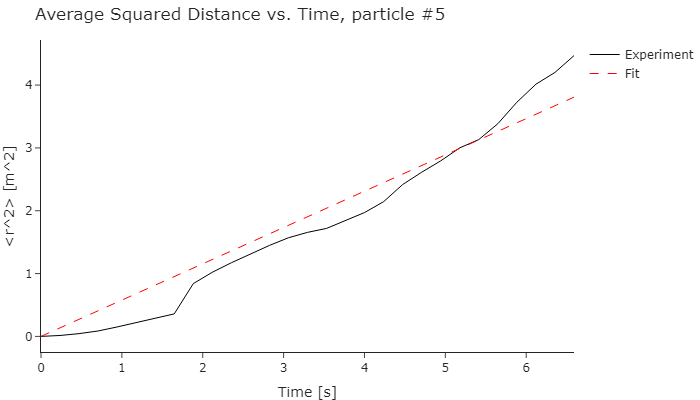 Average Squared Distance vs. Time, particle #5
Experiment
Fit
<r^2> [m^2]
4
3
2
1
0
0 1 2 3 4 5 6
Time [s]